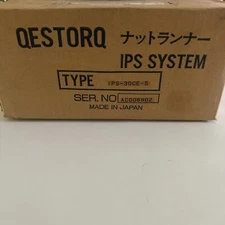 QESTORQ ナットランナー
IPS SYSTEM
TYPE
SER. NO
MADE IN JAPAN